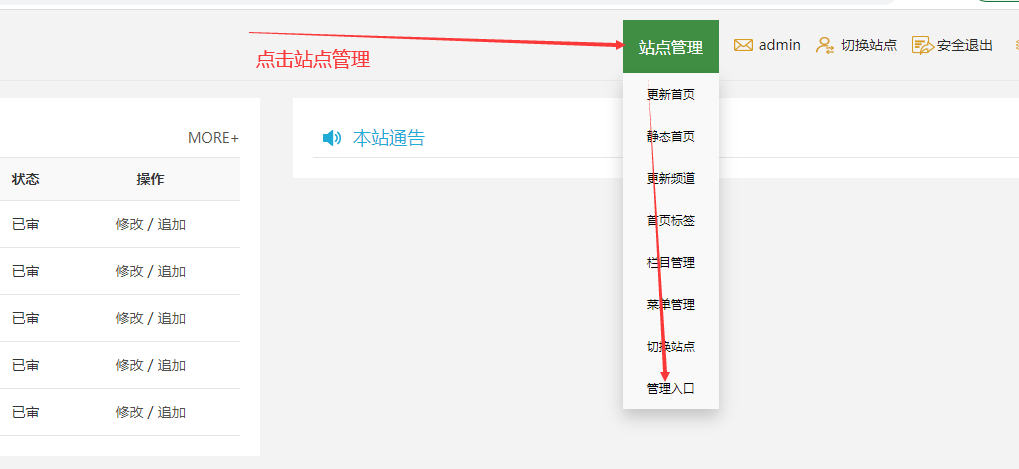 站点管理
admin
切换站点
安全退出
点击站点管理
更新首页
静态首页
更新频道
首页标签
栏目管理
菜单管理
切换站点
管理入口
MORE+
状态 操作
已审 修改 / 追加
已审 修改 / 追加
已审 修改 / 追加
已审 修改 / 追加
已审 修改 / 追加
本站通告